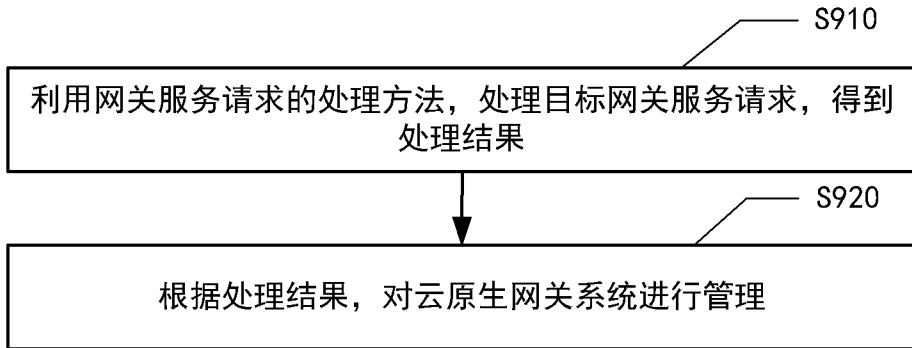 S910
利用网关服务请求的处理方法，处理目标网关服务请求，得到
处理结果
S920
根据处理结果，对云原生网关系统进行管理